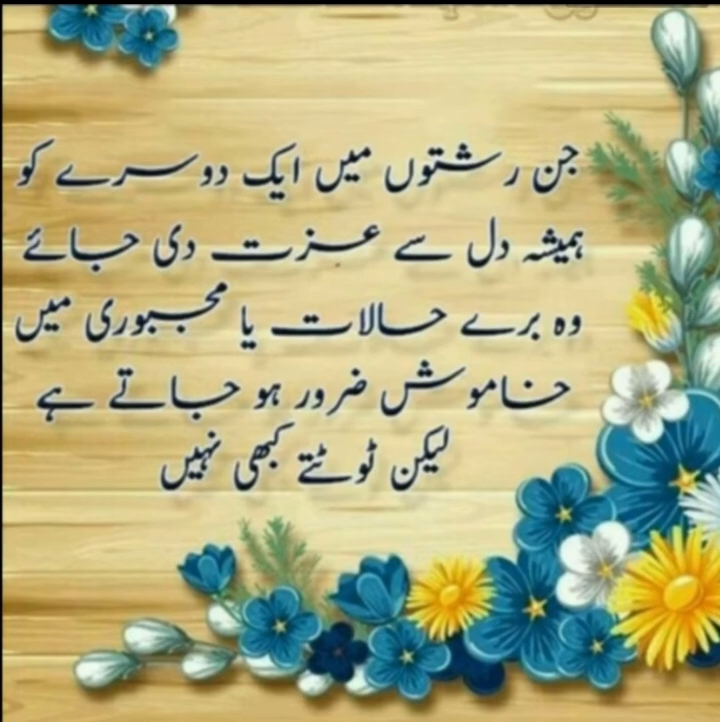 جن رشتوں میں ایک دوسرے کو
ہمیشہ دل سے عزت دی جائے
وہ برے حالات یا مجبوری میں
خاموش ضرور ہو جاتے ہے
لیکن ٹوٹتے کبھی نہیں